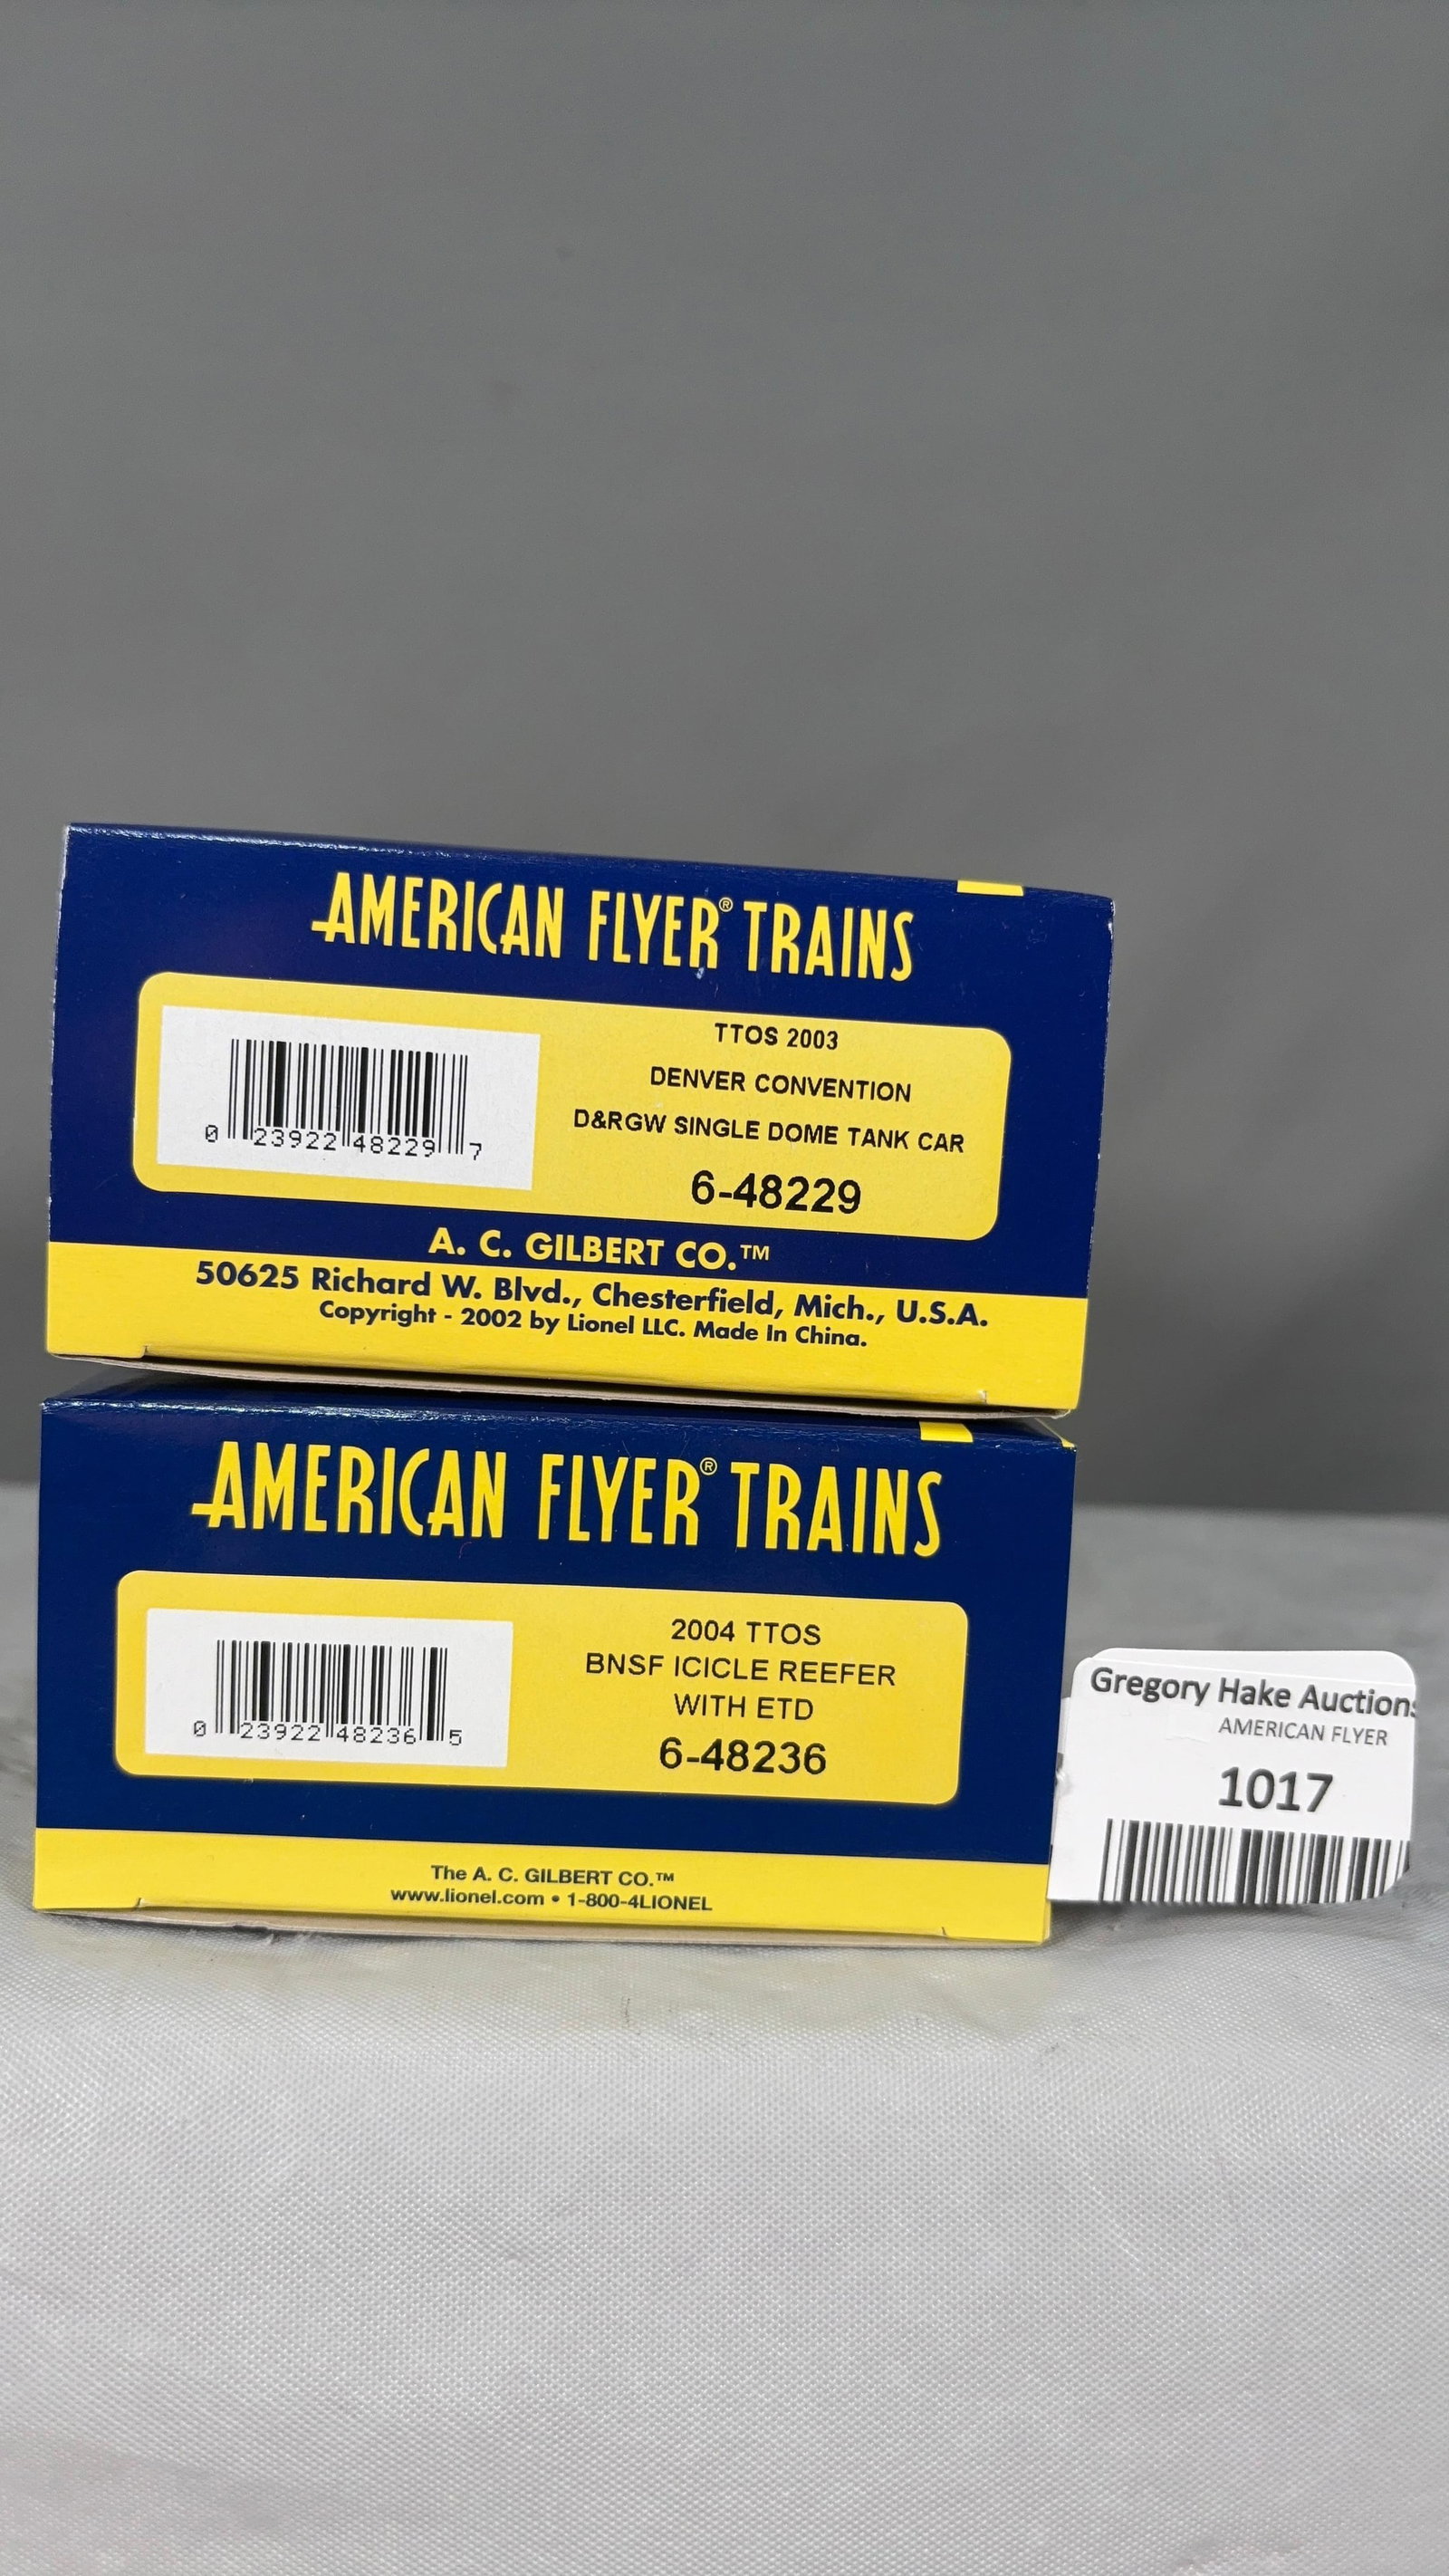 AMERICAN FLYER® TRAINS
TTOS 2003
DENVER CONVENTION
D&RGW SINGLE DOME TANK CAR
6-48229
0 23922 48229 7
A. C. GILBERT CO.™
50625 Richard W. Blvd., Chesterfield, Mich., U.S.A.
Copyright - 2002 by Lionel LLC. Made In China.
AMERICAN FLYER® TRAINS
2004 TTOS
BNSF ICICLE REEFER
WITH ETD
6-48236
0 23922 48236 5
The A. C. GILBERT CO.™
www.lionel.com • 1-800-4LIONEL
Gregory Hake Auctions
AMERICAN FLYER
1017